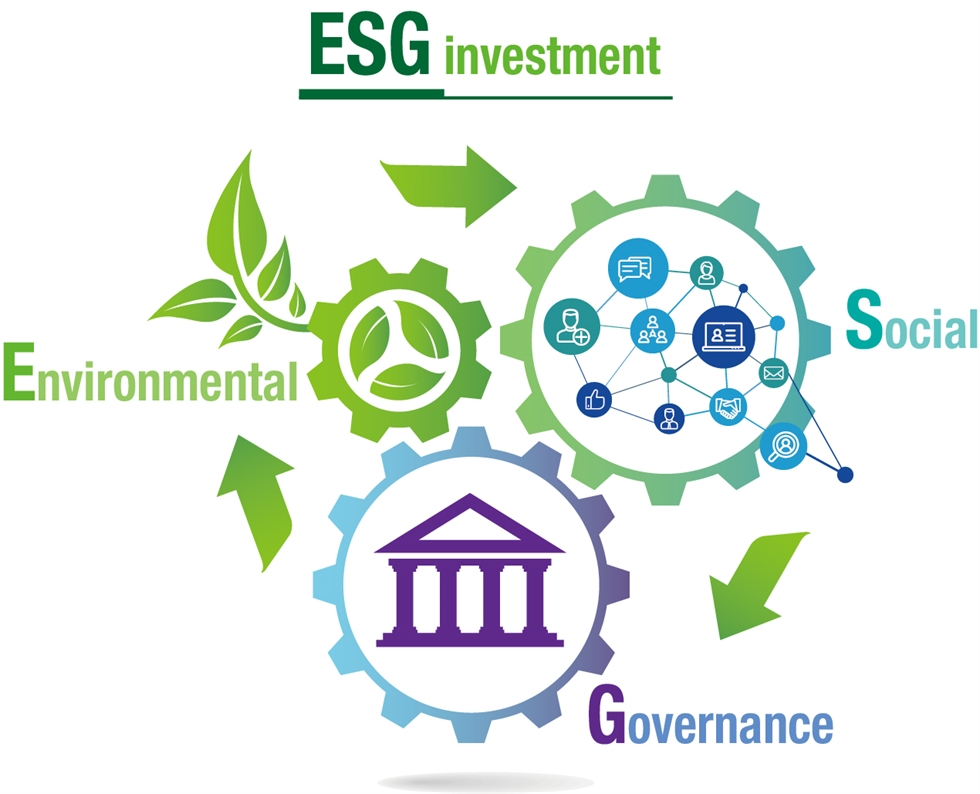 ESG investment
Environmental
Social
Governance